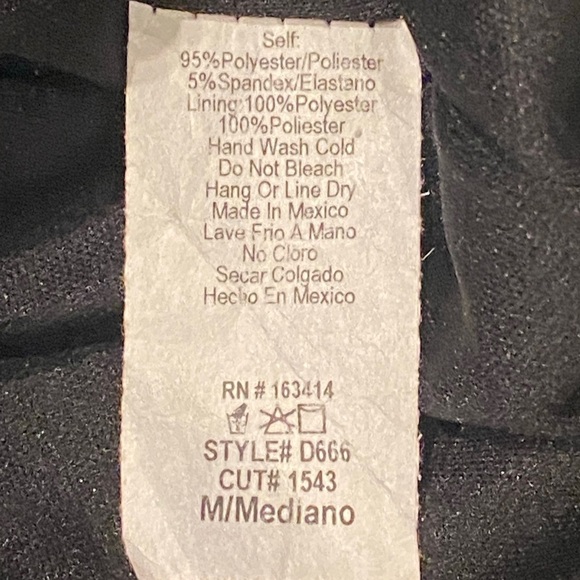 Self:
95%Polyester/Poliester
5%Spandex/Elastano
Lining:100%Polyester
100%Poliester
Hand Wash Cold
Do Not Bleach
Hang Or Line Dry
Made In Mexico
Lave Frio A Mano
No Cloro
Secar Colgado
Hecho En Mexico
RN # 163414
STYLE# D666
CUT# 1543
M/Mediano